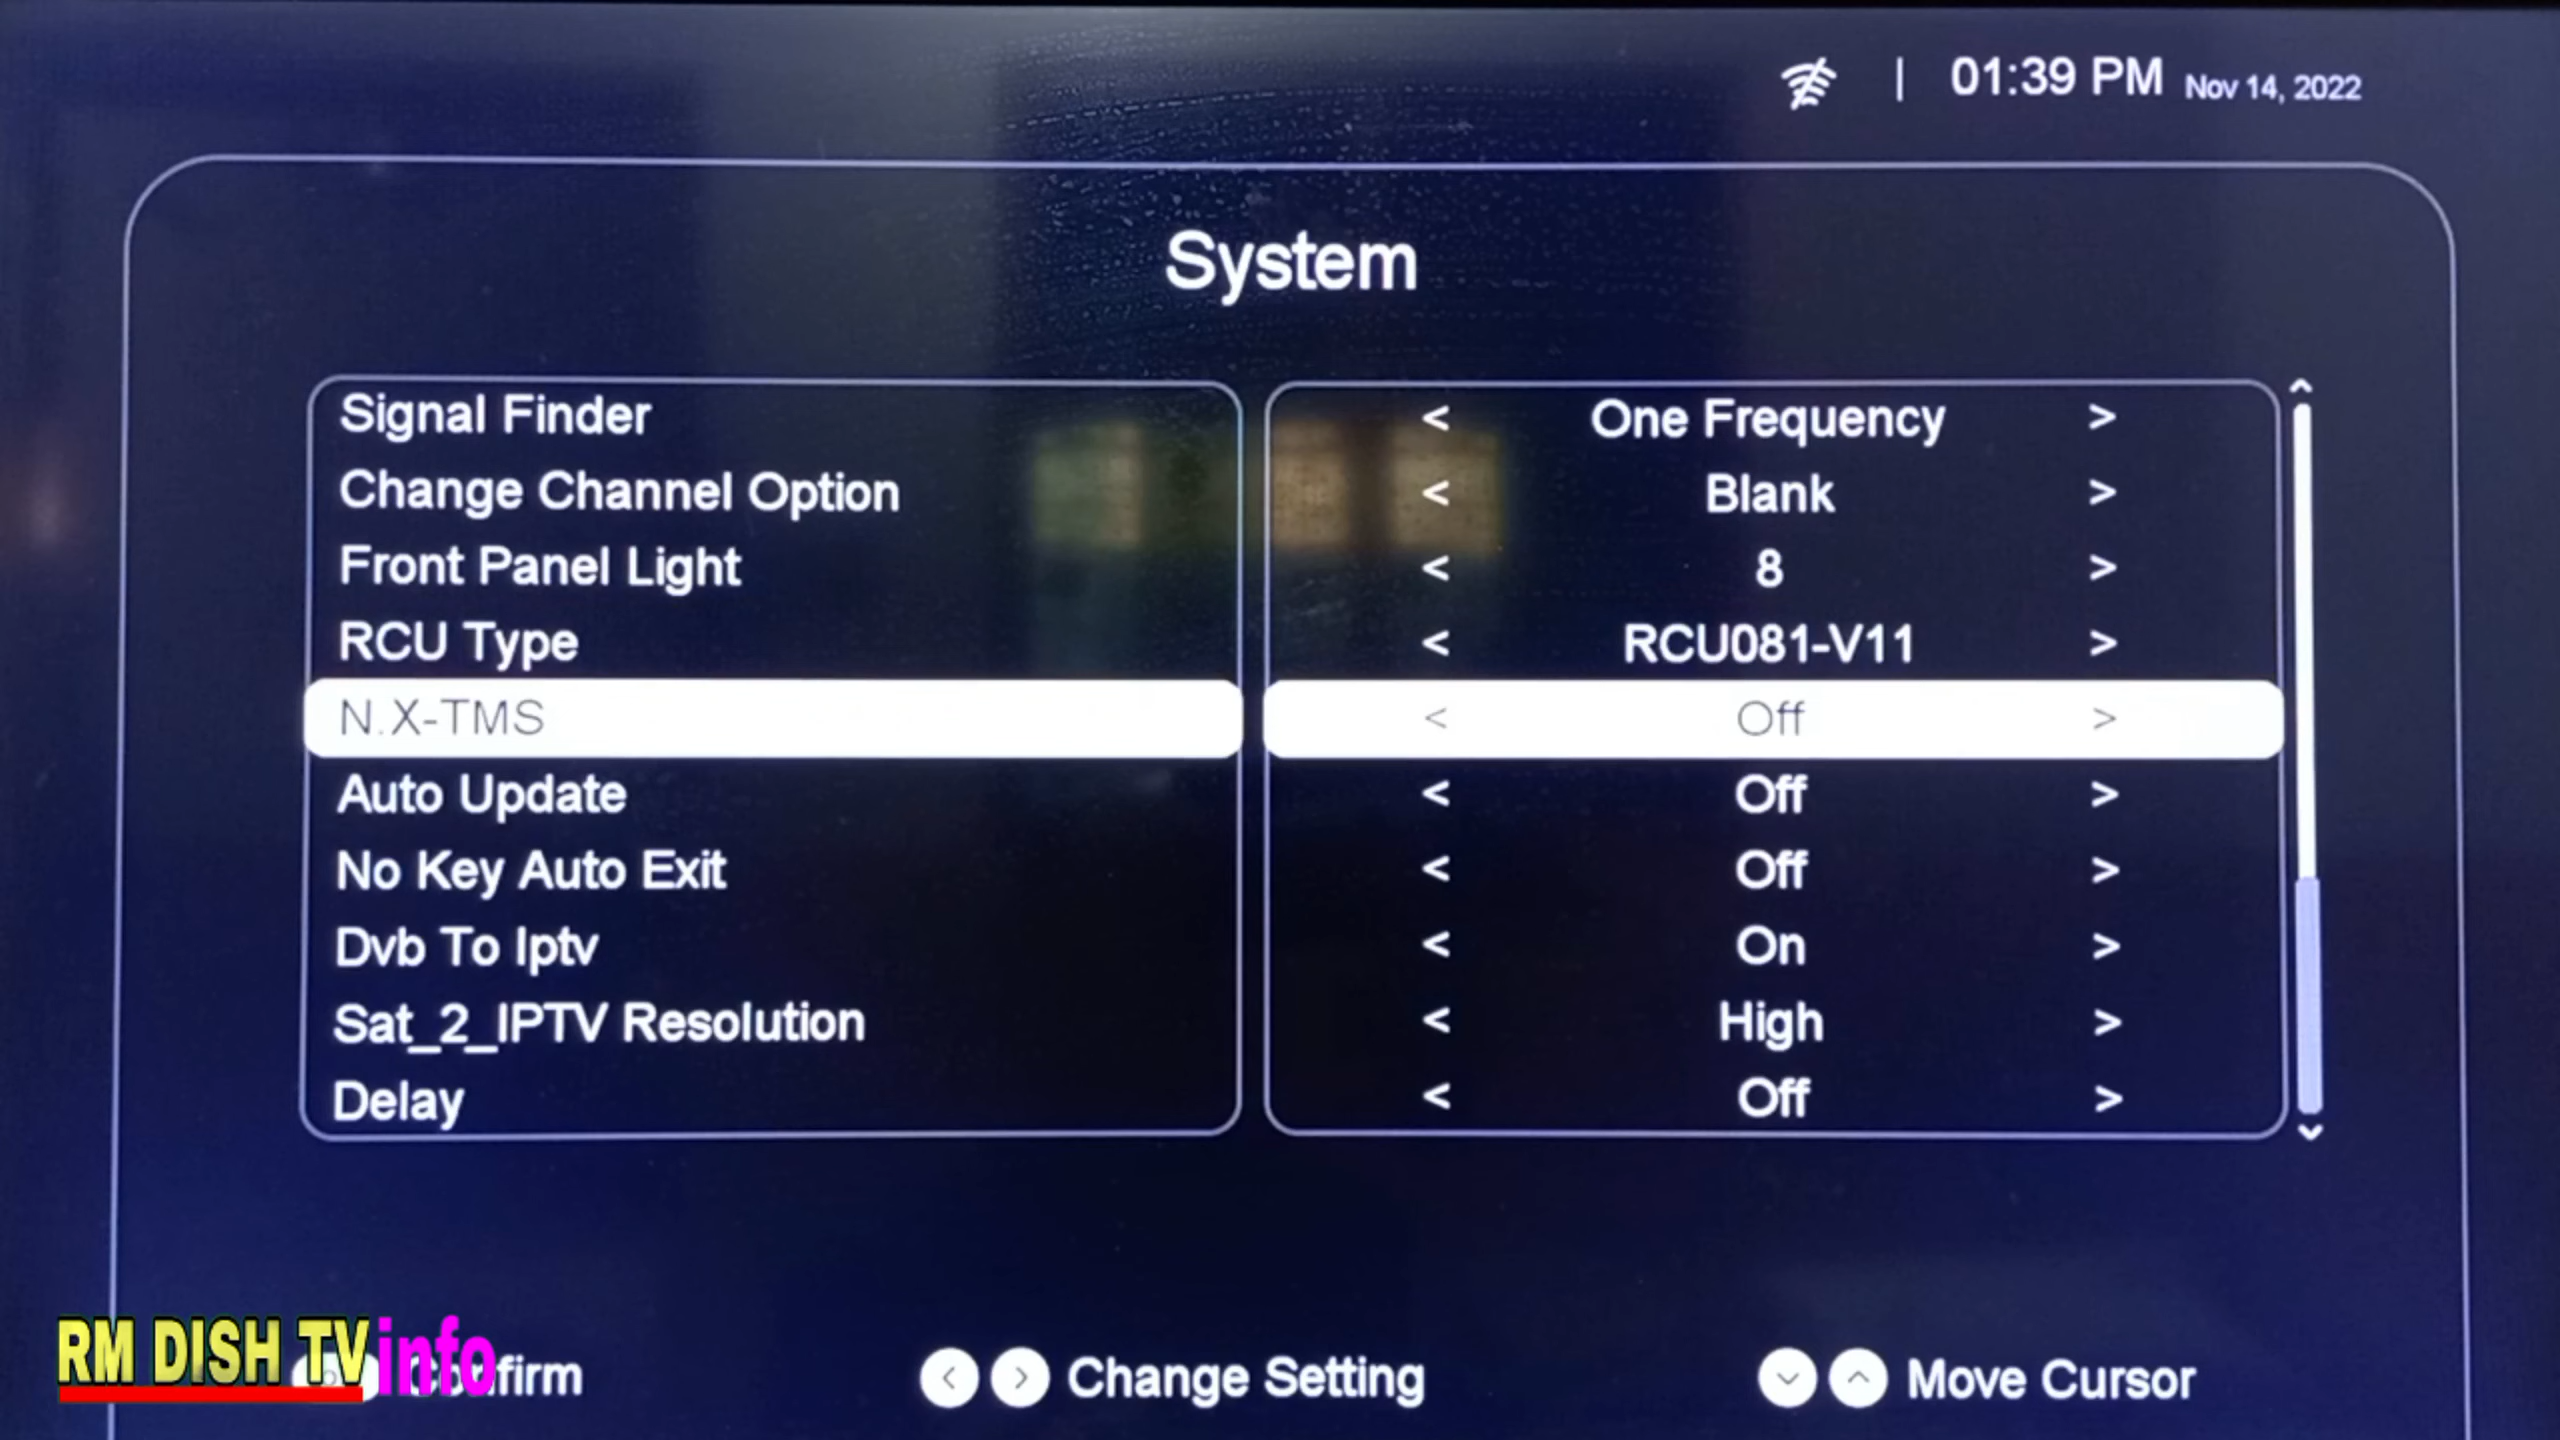 01:39 PM Nov 14, 2022
System
Signal Finder < One Frequency >
Change Channel Option < Blank >
Front Panel Light < 8 >
RCU Type < RCU081-V11 >
N.X-TMS < Off >
Auto Update < Off >
No Key Auto Exit < Off >
Dvb To Iptv < On >
Sat_2_IPTV Resolution < High >
Delay < Off >
RM DISH TV info
Confirm < > Change Setting Move Cursor